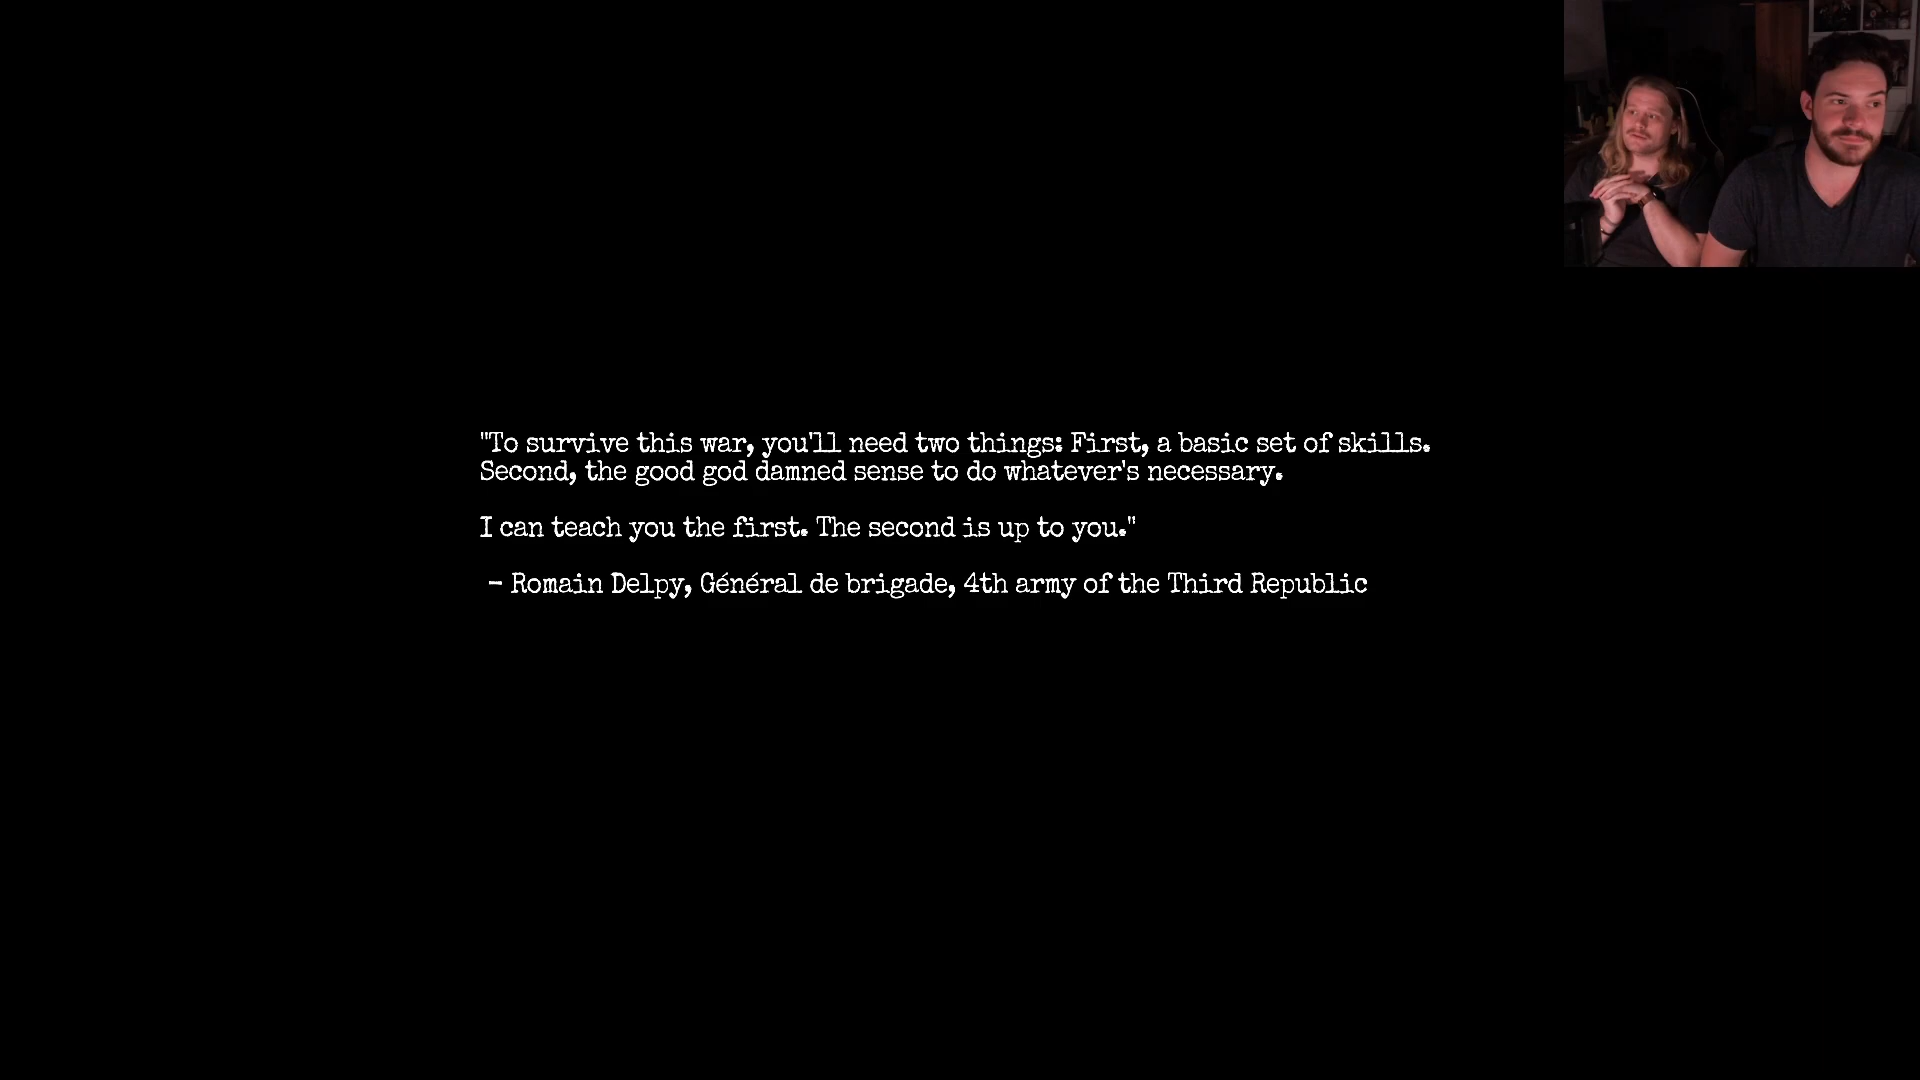 "To survive this war, you'll need two things: First, a basic set of skills.
Second, the good god damned sense to do whatever's necessary.
I can teach you the first. The second is up to you."
- Romain Delpy, Général de brigade, 4th army of the Third Republic